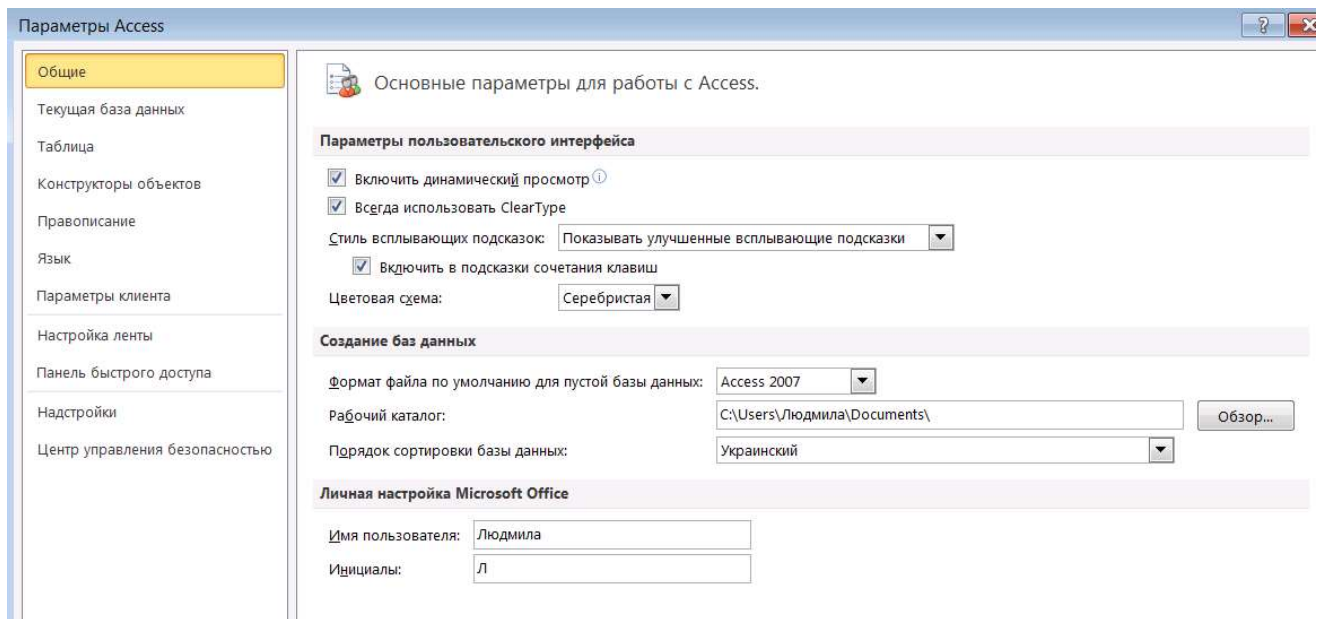 Параметры Access
Общие
Текущая база данных
Таблица
Конструкторы объектов
Правописание
Язык
Параметры клиента
Настройка ленты
Панель быстрого доступа
Надстройки
Центр управления безопасностью
Основные параметры для работы с Access.
Параметры пользовательского интерфейса
Включить динамический просмотр
Всегда использовать ClearType
Стиль всплывающих подсказок: Показывать улучшенные всплывающие подсказки
Включить в подсказки сочетания клавиш
Цветовая схема: Серебристая
Создание баз данных
Формат файла по умолчанию для пустой базы данных: Access 2007
Рабочий каталог: C:\Users\Людмила\Documents\ Обзор...
Порядок сортировки базы данных: Украинский
Личная настройка Microsoft Office
Имя пользователя: Людмила
Инициалы: Л